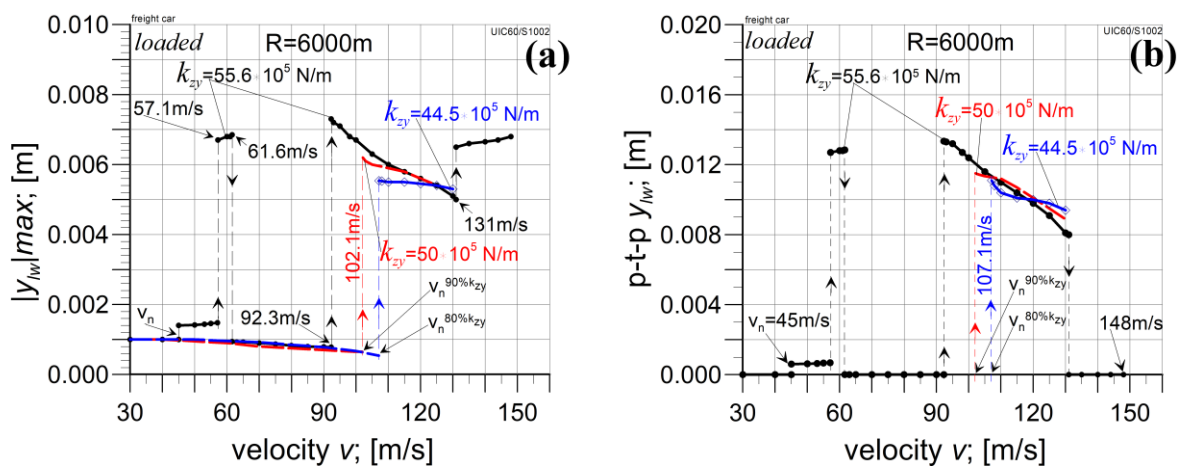 freight car
UIC60/S1002
loaded
R=6000m
(a)
k_zy=55.6*10^5 N/m
57.1m/s
61.6m/s
k_zy=44.5*10^5 N/m
131m/s
k_zy=50*10^5 N/m
102.1m/s
v_n
92.3m/s
v_n^90%k_zy
v_n^80%k_zy
0.010
0.008
0.006
0.004
0.002
0.000
|y_lw|max; [m]
30 60 90 120 150
velocity v; [m/s]
freight car
UIC60/S1002
loaded
R=6000m
(b)
k_zy=55.6*10^5 N/m
k_zy=50*10^5 N/m
k_zy=44.5*10^5 N/m
107.1m/s
v_n^90%k_zy
v_n^80%k_zy
v_n=45m/s
148m/s
0.020
0.016
0.012
0.008
0.004
0.000
p-t-p y_lw; [m]
30 60 90 120 150
velocity v; [m/s]